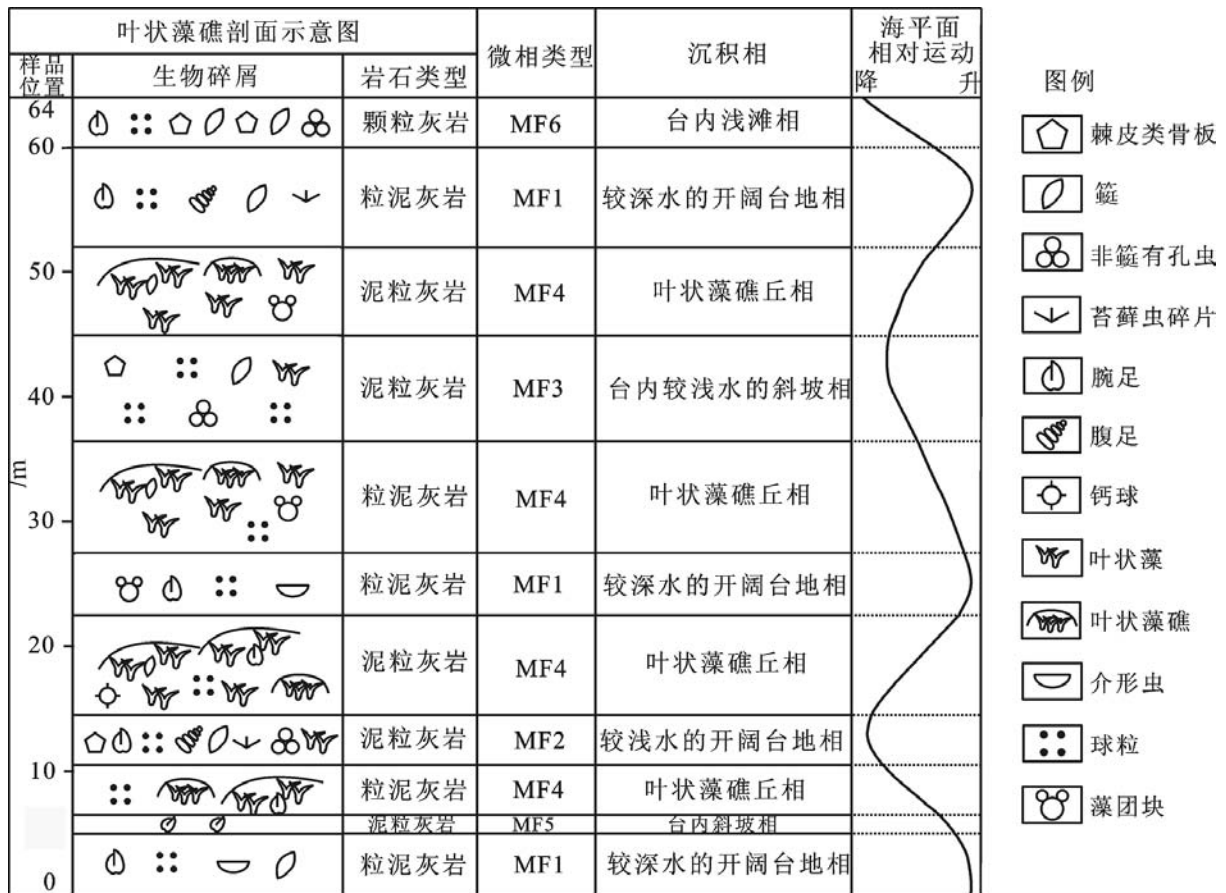 叶状藻礁剖面示意图
微相类型
沉积相
海平面
相对运动
降 升
样品
位置
生物碎屑
岩石类型
64
颗粒灰岩 MF6 台内浅滩相
60
粒泥灰岩 MF1 较深水的开阔台地相
50
泥粒灰岩 MF4 叶状藻礁丘相
40
泥粒灰岩 MF3 台内较浅水的斜坡相
/m
粒泥灰岩 MF4 叶状藻礁丘相
30
粒泥灰岩 MF1 较深水的开阔台地相
20
泥粒灰岩 MF4 叶状藻礁丘相
泥粒灰岩 MF2 较浅水的开阔台地相
10
粒泥灰岩 MF4 叶状藻礁丘相
泥粒灰岩 MF5 台内斜坡相
粒泥灰岩 MF1 较深水的开阔台地相
0
图例
棘皮类骨板
䗴
非䗴有孔虫
苔藓虫碎片
腕足
腹足
钙球
叶状藻
叶状藻礁
介形虫
球粒
藻团块